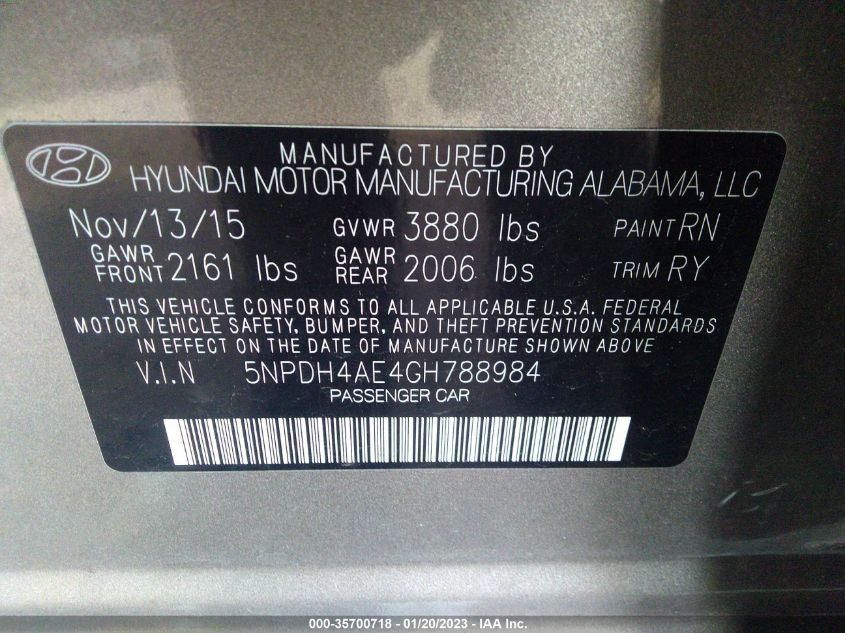 MANUFACTURED BY
HYUNDAI MOTOR MANUFACTURING ALABAMA, LLC
Nov/13/15 GVWR 3880 lbs PAINT RN
GAWR FRONT 2161 lbs GAWR REAR 2006 lbs TRIM RY
THIS VEHICLE CONFORMS TO ALL APPLICABLE U.S.A. FEDERAL
MOTOR VEHICLE SAFETY, BUMPER, AND THEFT PREVENTION STANDARDS
IN EFFECT ON THE DATE OF MANUFACTURE SHOWN ABOVE
V.I.N 5NPDH4AE4GH788984
PASSENGER CAR
000-35700718 - 01/20/2023 - IAA Inc.